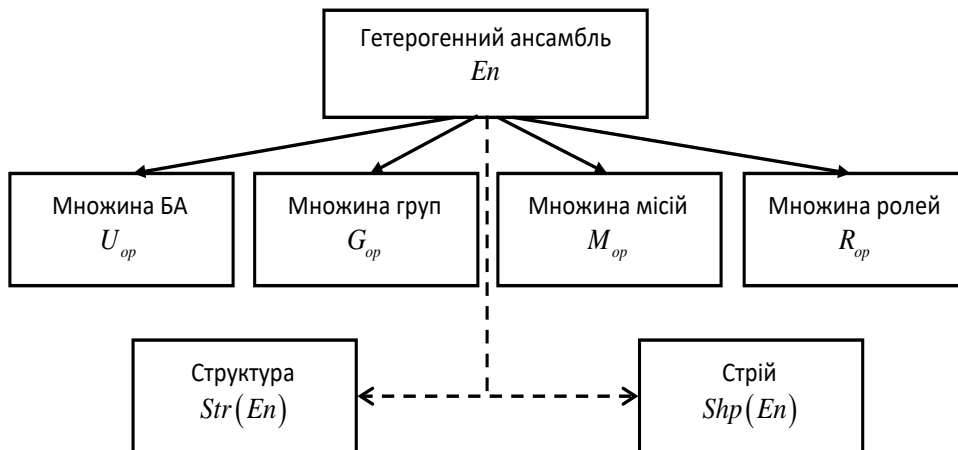 Гетерогенний ансамбль
En
Множина БА
U_op
Множина груп
G_op
Множина місій
M_op
Множина ролей
R_op
Структура
Str(En)
Стрій
Shp(En)